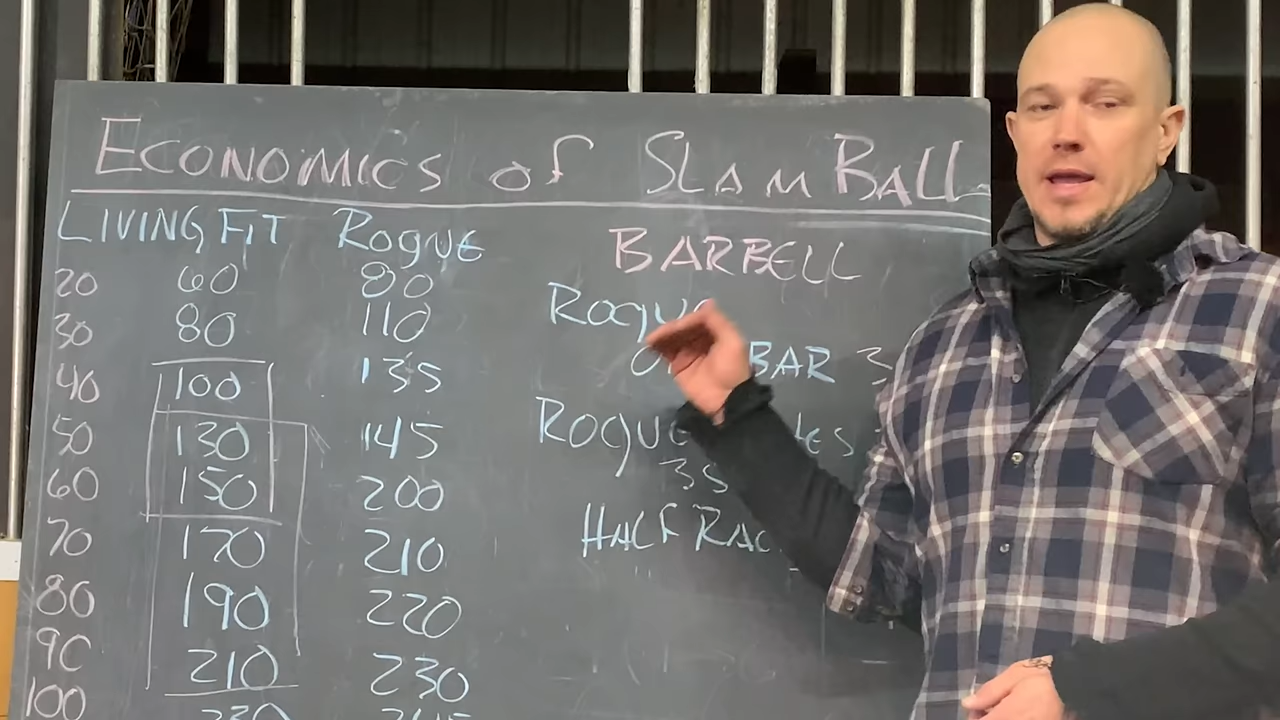 ECONOMICS OF SLAM BALL
LIVING FIT ROGUE
20 60 80
30 80 110
40 100 135
50 130 145
60 150 200
70 170 210
80 190 220
90 210 230
100 230
BARBELL
ROGUE
BAR 3
ROGUE
35
HALF